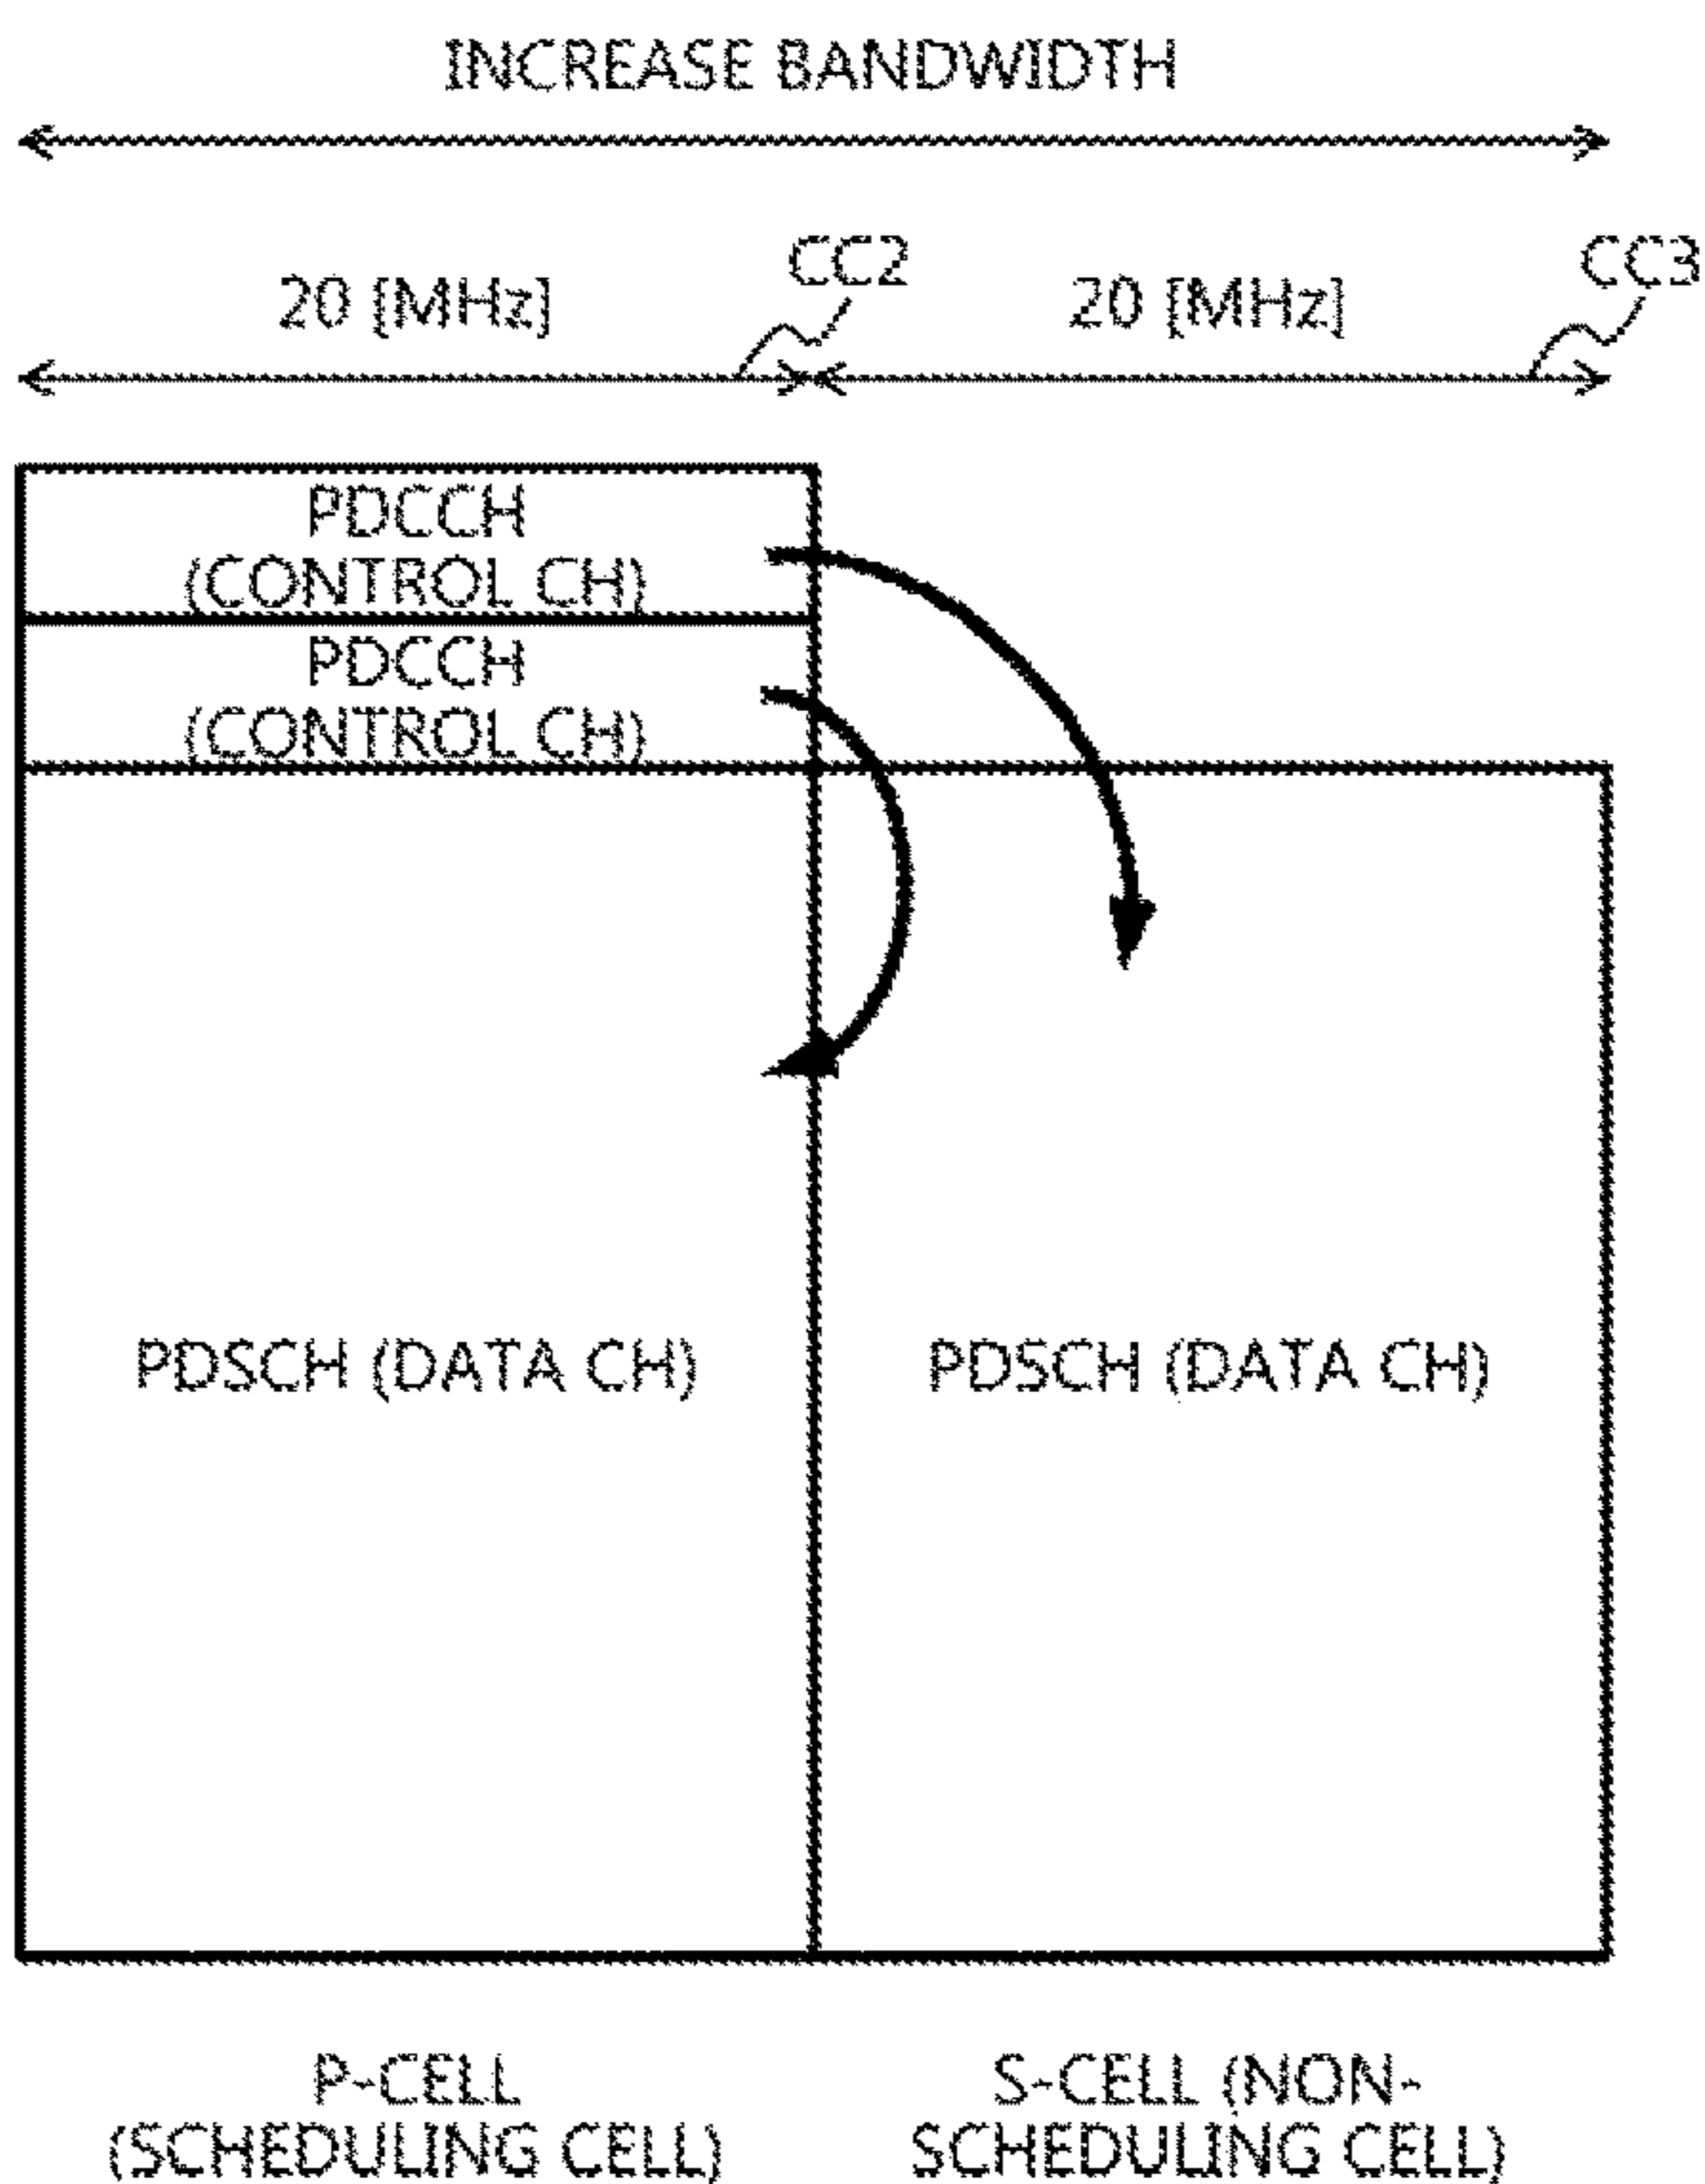 INCREASE BANDWIDTH
CC2
CC3
20 [MHz]
20 [MHz]
PDCCH
(CONTROL CH)
PDCCH
(CONTROL CH)
PDSCH (DATA CH)
PDSCH (DATA CH)
P-CELL
(SCHEDULING CELL)
S-CELL (NON-
SCHEDULING CELL)